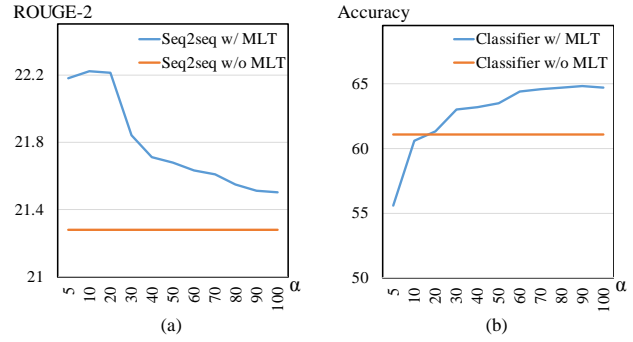 ROUGE-2
Seq2seq w/ MLT
Seq2seq w/o MLT
22.2
21.8
21.4
21
5 10 20 30 40 50 60 70 80 90 100 α
(a)
Accuracy
Classifier w/ MLT
Classifier w/o MLT
65
60
55
50
5 10 20 30 40 50 60 70 80 90 100 α
(b)